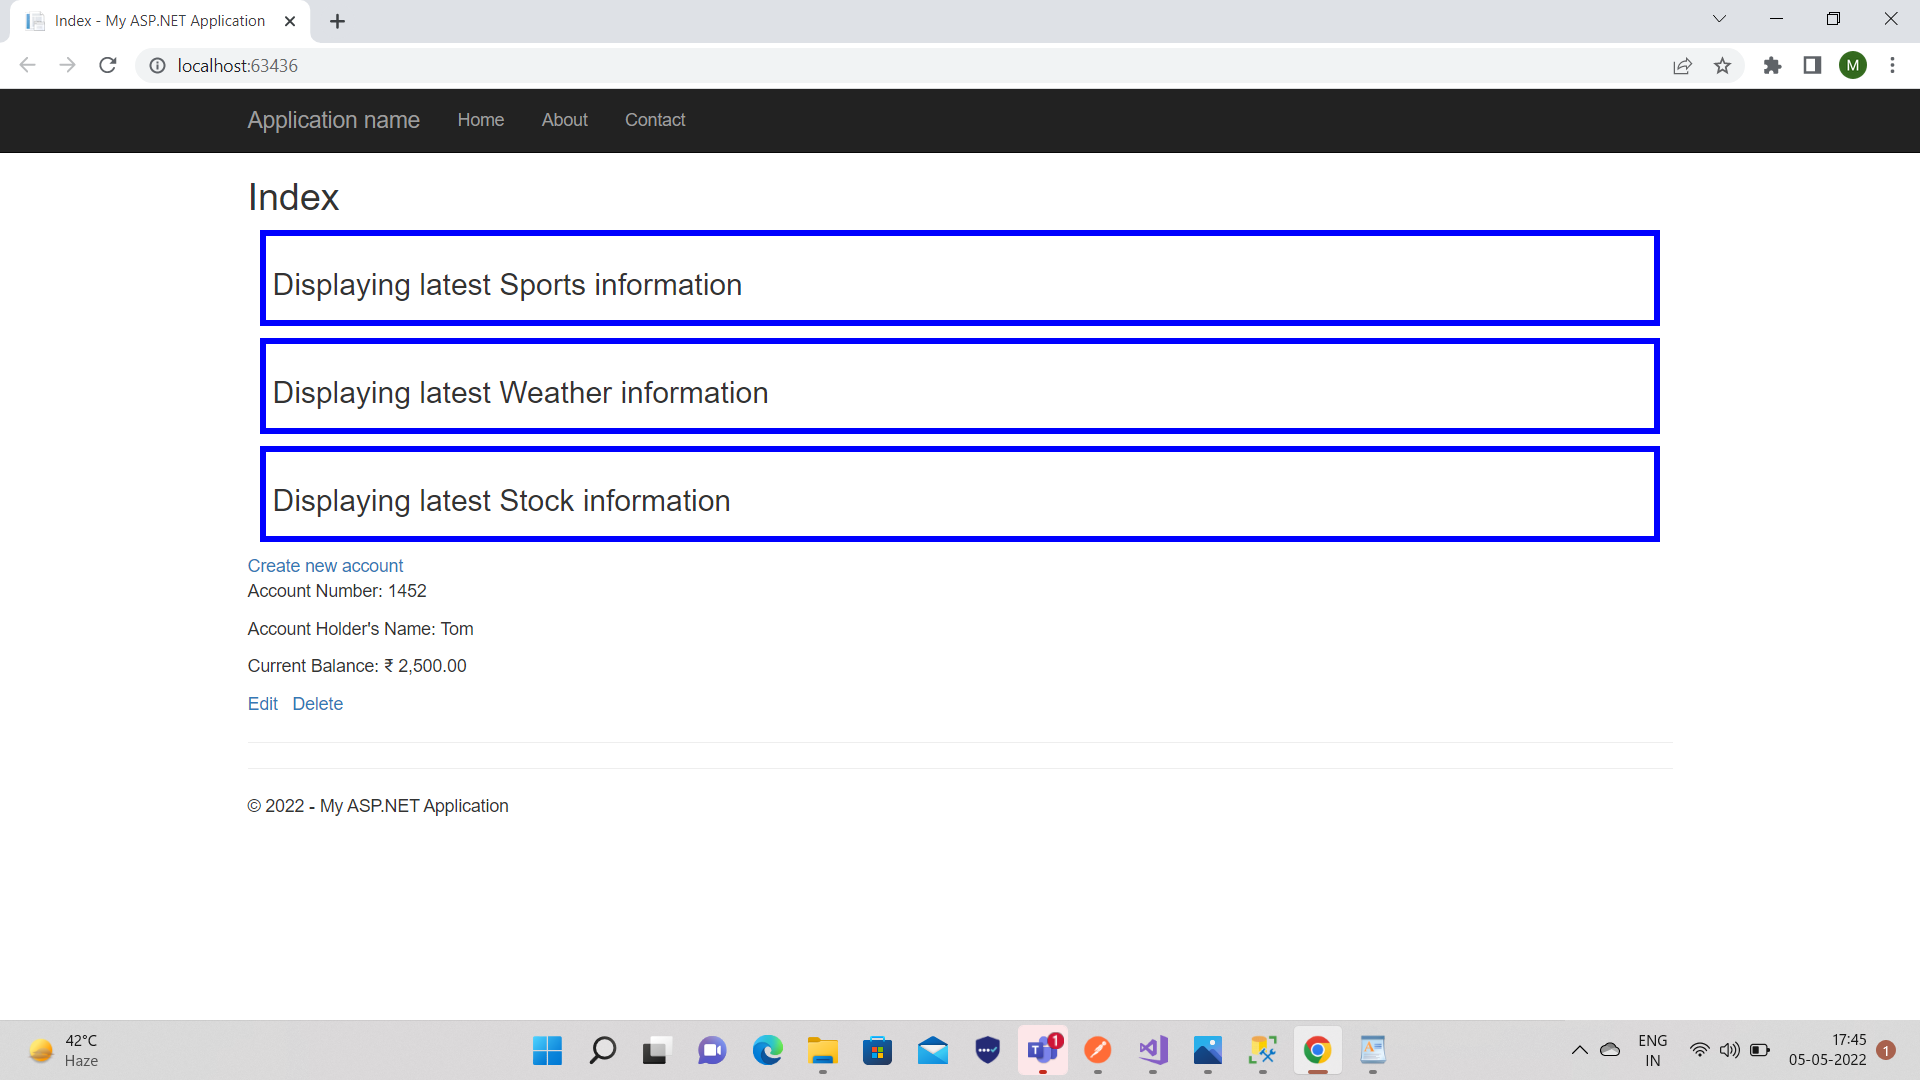 Index - My ASP.NET Application
localhost:63436
M
Application name Home About Contact
Index
Displaying latest Sports information
Displaying latest Weather information
Displaying latest Stock information
Create new account
Account Number: 1452
Account Holder's Name: Tom
Current Balance: ₹ 2,500.00
Edit Delete
© 2022 - My ASP.NET Application
42°C
Haze
1
ENG
IN
17:45
05-05-2022
1